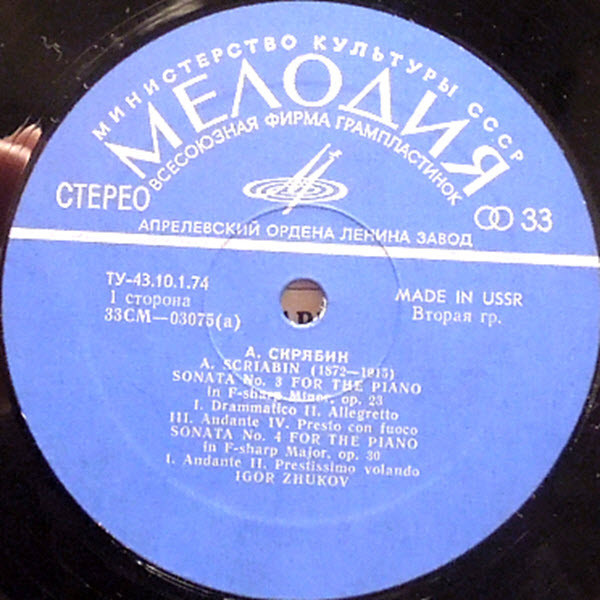 МИНИСТЕРСТВО КУЛЬТУРЫ СССР
МЕЛОДИЯ
ВСЕСОЮЗНАЯ ФИРМА ГРАМПЛАСТИНОК
СТЕРЕО
33
АПРЕЛЕВСКИЙ ОРДЕНА ЛЕНИНА ЗАВОД
ТУ-43.10.1.74
1 сторона
33СМ—03075(а)
MADE IN USSR
Вторая гр.
А. СКРЯБИН
A. SCRIABIN (1872—1915)
SONATA No. 3 FOR THE PIANO
in F-sharp Minor, op. 23
I. Drammatico II. Allegretto
III. Andante IV. Presto con fuoco
SONATA No. 4 FOR THE PIANO
in F-sharp Major, op. 30
I. Andante II. Prestissimo volando
IGOR ZHUKOV